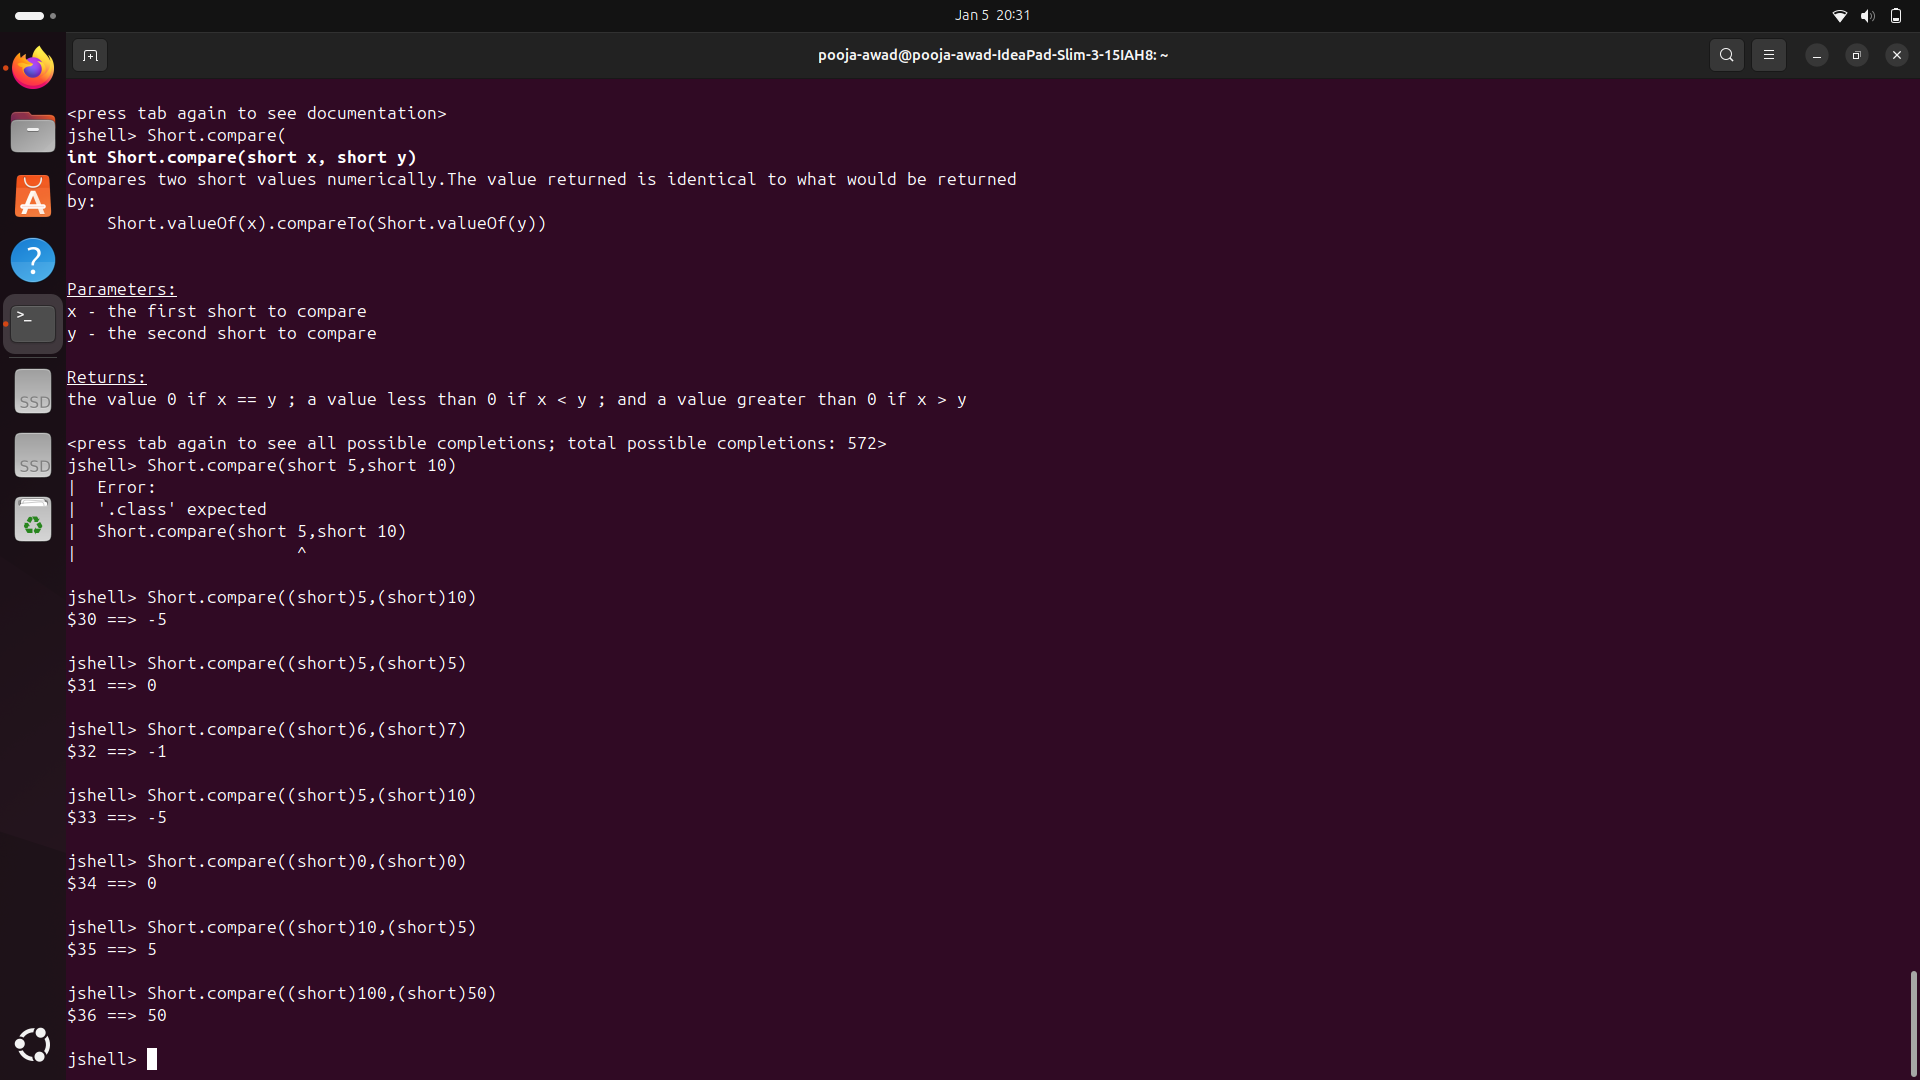 Jan 5 20:31
pooja-awad@pooja-awad-IdeaPad-Slim-3-15IAH8: ~
<press tab again to see documentation>
jshell> Short.compare(
int Short.compare(short x, short y)
Compares two short values numerically.The value returned is identical to what would be returned
by:
    Short.valueOf(x).compareTo(Short.valueOf(y))
Parameters:
x - the first short to compare
y - the second short to compare
Returns:
the value 0 if x == y ; a value less than 0 if x < y ; and a value greater than 0 if x > y
<press tab again to see all possible completions; total possible completions: 572>
jshell> Short.compare(short 5,short 10)
|  Error:
|  '.class' expected
|  Short.compare(short 5,short 10)
|                      ^
jshell> Short.compare((short)5,(short)10)
$30 ==> -5
jshell> Short.compare((short)5,(short)5)
$31 ==> 0
jshell> Short.compare((short)6,(short)7)
$32 ==> -1
jshell> Short.compare((short)5,(short)10)
$33 ==> -5
jshell> Short.compare((short)0,(short)0)
$34 ==> 0
jshell> Short.compare((short)10,(short)5)
$35 ==> 5
jshell> Short.compare((short)100,(short)50)
$36 ==> 50
jshell>
>_
SSD
SSD